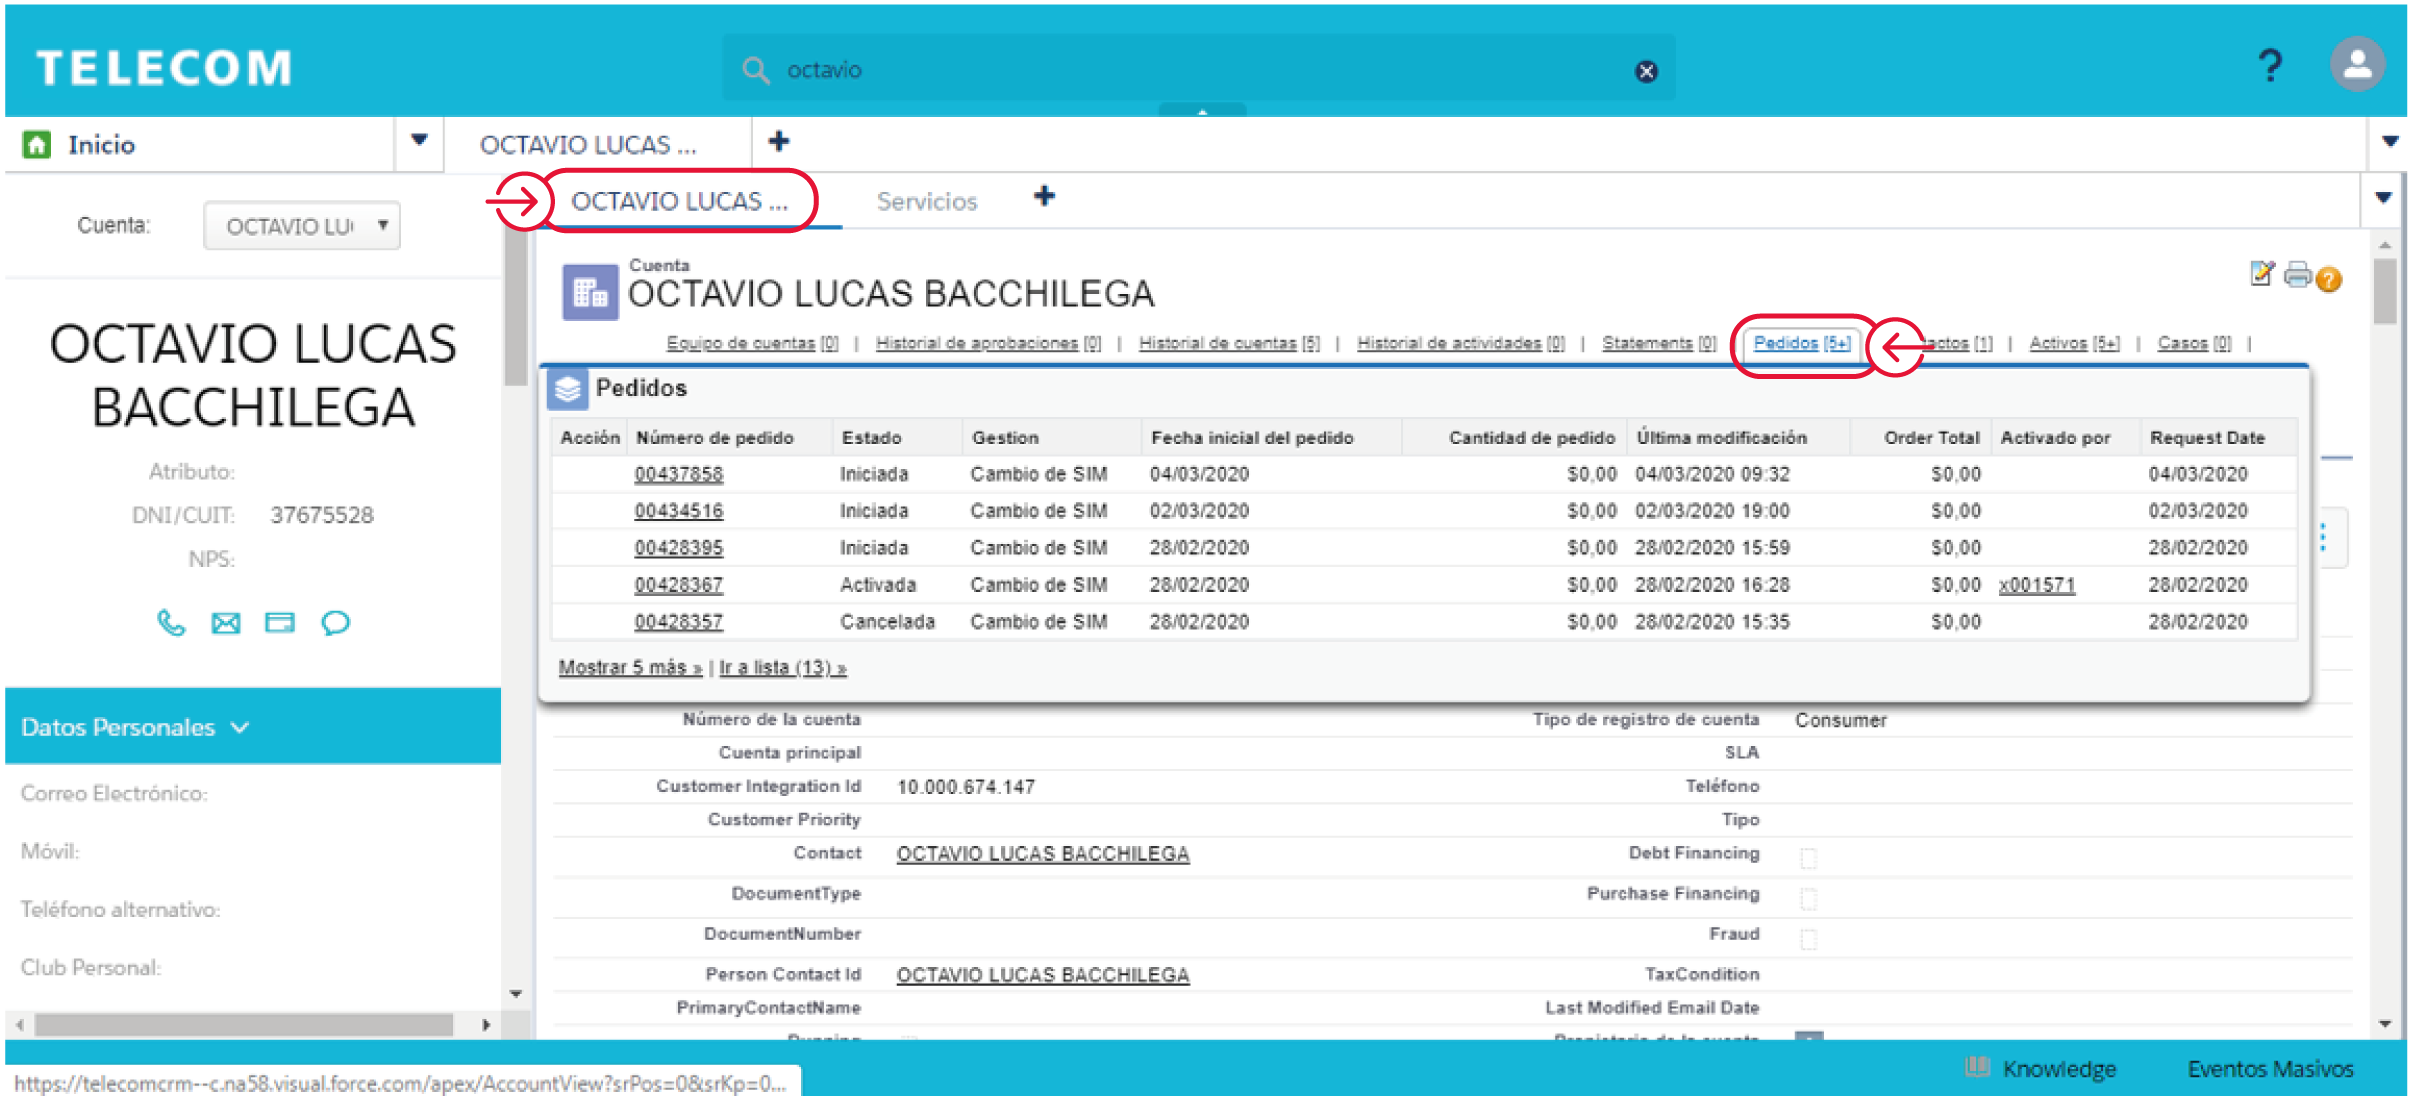 TELECOM
octavio
?
Inicio
OCTAVIO LUCAS ...
OCTAVIO LUCAS ...
Servicios
Cuenta:
OCTAVIO LU
Cuenta
OCTAVIO LUCAS BACCHILEGA
Equipo de cuentas [0] | Historial de aprobaciones [0] | Historial de cuentas [5] | Historial de actividades [0] | Statements [0] Pedidos [5+] tactos [1] | Activos [5+] | Casos [0] |
OCTAVIO LUCAS
BACCHILEGA
Atributo:
DNI/CUIT: 37675528
NPS:
Pedidos
Acción Número de pedido Estado Gestion Fecha inicial del pedido Cantidad de pedido Última modificación Order Total Activado por Request Date
00437858 Iniciada Cambio de SIM 04/03/2020 $0,00 04/03/2020 09:32 $0,00 04/03/2020
00434516 Iniciada Cambio de SIM 02/03/2020 $0,00 02/03/2020 19:00 $0,00 02/03/2020
00428395 Iniciada Cambio de SIM 28/02/2020 $0,00 28/02/2020 15:59 $0,00 28/02/2020
00428367 Activada Cambio de SIM 28/02/2020 $0,00 28/02/2020 16:28 $0,00 x001571 28/02/2020
00428357 Cancelada Cambio de SIM 28/02/2020 $0,00 28/02/2020 15:35 $0,00 28/02/2020
Mostrar 5 más » | Ir a lista (13) »
Datos Personales
Correo Electrónico:
Móvil:
Teléfono alternativo:
Club Personal:
Número de la cuenta Tipo de registro de cuenta Consumer
Cuenta principal SLA
Customer Integration Id 10.000.674.147 Teléfono
Customer Priority Tipo
Contact OCTAVIO LUCAS BACCHILEGA Debt Financing
DocumentType Purchase Financing
DocumentNumber Fraud
Person Contact Id OCTAVIO LUCAS BACCHILEGA TaxCondition
PrimaryContactName Last Modified Email Date
Propietario de la cuenta
Knowledge Eventos Masivos
https://telecomcrm--c.na58.visual.force.com/apex/AccountView?srPos=0&srKp=0...